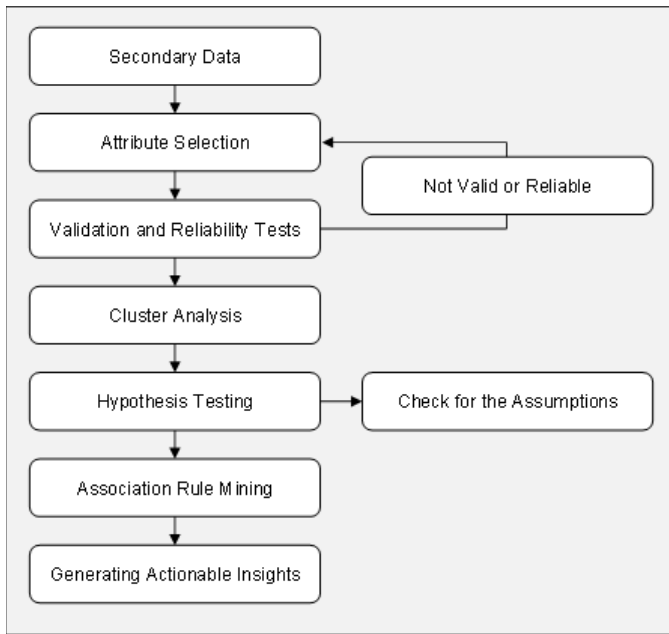 Secondary Data
Attribute Selection
Not Valid or Reliable
Validation and Reliability Tests
Cluster Analysis
Hypothesis Testing
Check for the Assumptions
Association Rule Mining
Generating Actionable Insights